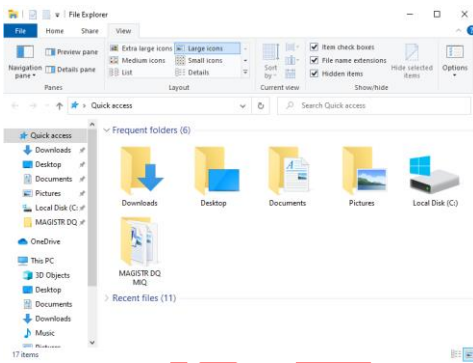 File Explorer
File Home Share View
Navigation pane
Preview pane
Details pane
Panes
Extra large icons Large icons
Medium icons Small icons
List Details
Layout
Sort by
Current view
Item check boxes
File name extensions
Hidden items
Hide selected items
Show/hide
Options
Quick access
Search Quick access
Quick access
Downloads
Desktop
Documents
Pictures
Local Disk (C:)
MAGISTR DQ
OneDrive
This PC
3D Objects
Desktop
Documents
Downloads
Music
Frequent folders (6)
Downloads Desktop Documents Pictures Local Disk (C:)
MAGISTR DQ
MIQ
Recent files (11)
17 items